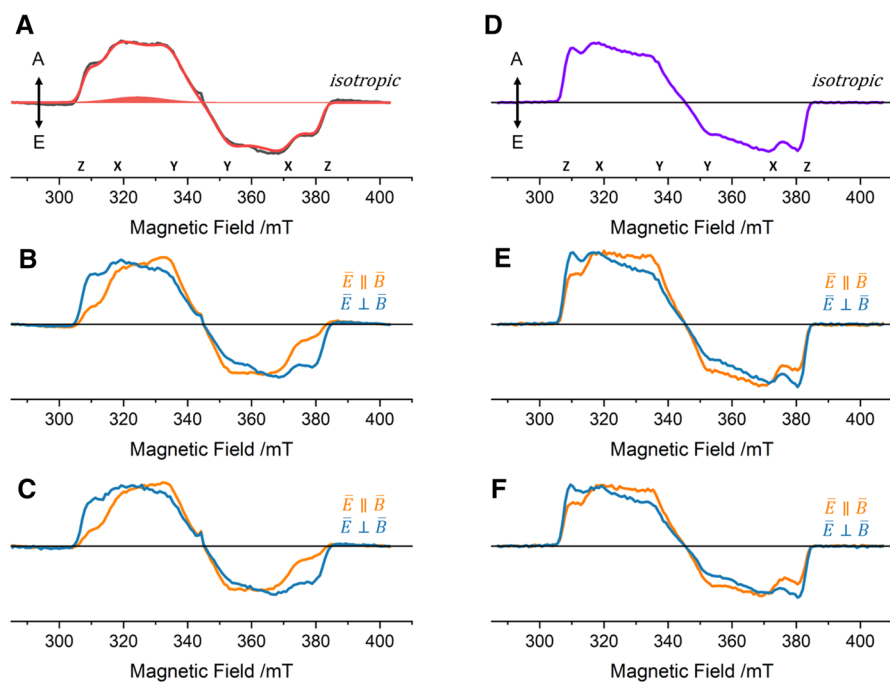 A
A
E
isotropic
Z X Y Y X Z
300 320 340 360 380 400
Magnetic Field /mT
D
A
E
isotropic
Z X Y Y X Z
300 320 340 360 380 400
Magnetic Field /mT
B
Ē ∥ B̄
Ē ⊥ B̄
300 320 340 360 380 400
Magnetic Field /mT
E
Ē ∥ B̄
Ē ⊥ B̄
300 320 340 360 380 400
Magnetic Field /mT
C
Ē ∥ B̄
Ē ⊥ B̄
300 320 340 360 380 400
Magnetic Field /mT
F
Ē ∥ B̄
Ē ⊥ B̄
300 320 340 360 380 400
Magnetic Field /mT